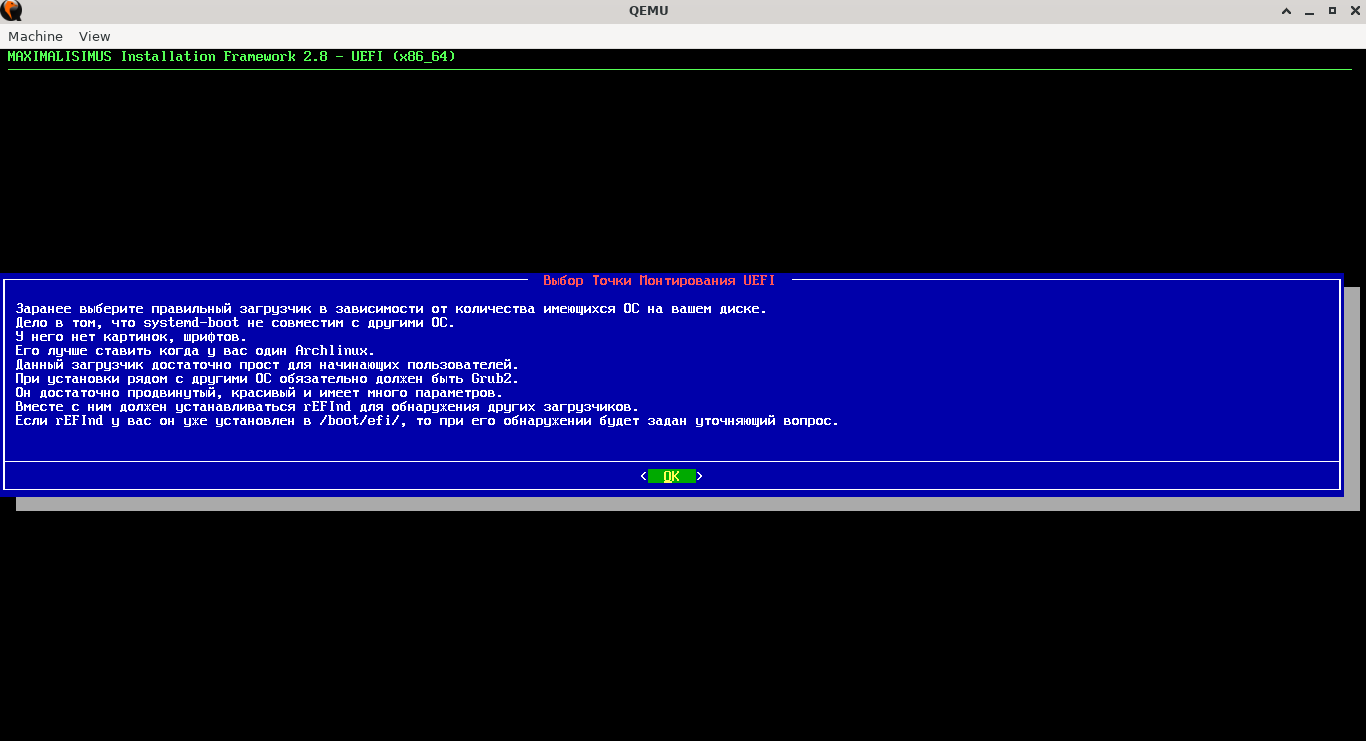 QEMU
Machine View
MAXIMALISIMUS Installation Framework 2.8 - UEFI (x86_64)
Выбор Точки Монтирования UEFI
Заранее выберите правильный загрузчик в зависимости от количества имеющихся ОС на вашем диске.
Дело в том, что systemd-boot не совместим с другими ОС.
У него нет картинок, шрифтов.
Его лучше ставить когда у вас один Archlinux.
Данный загрузчик достаточно прост для начинающих пользователей.
При установки рядом с другими ОС обязательно должен быть Grub2.
Он достаточно продвинутый, красивый и имеет много параметров.
Вместе с ним должен устанавливаться rEFInd для обнаружения других загрузчиков.
Если rEFInd у вас он уже установлен в /boot/efi/, то при его обнаружении будет задан уточняющий вопрос.
< OK >